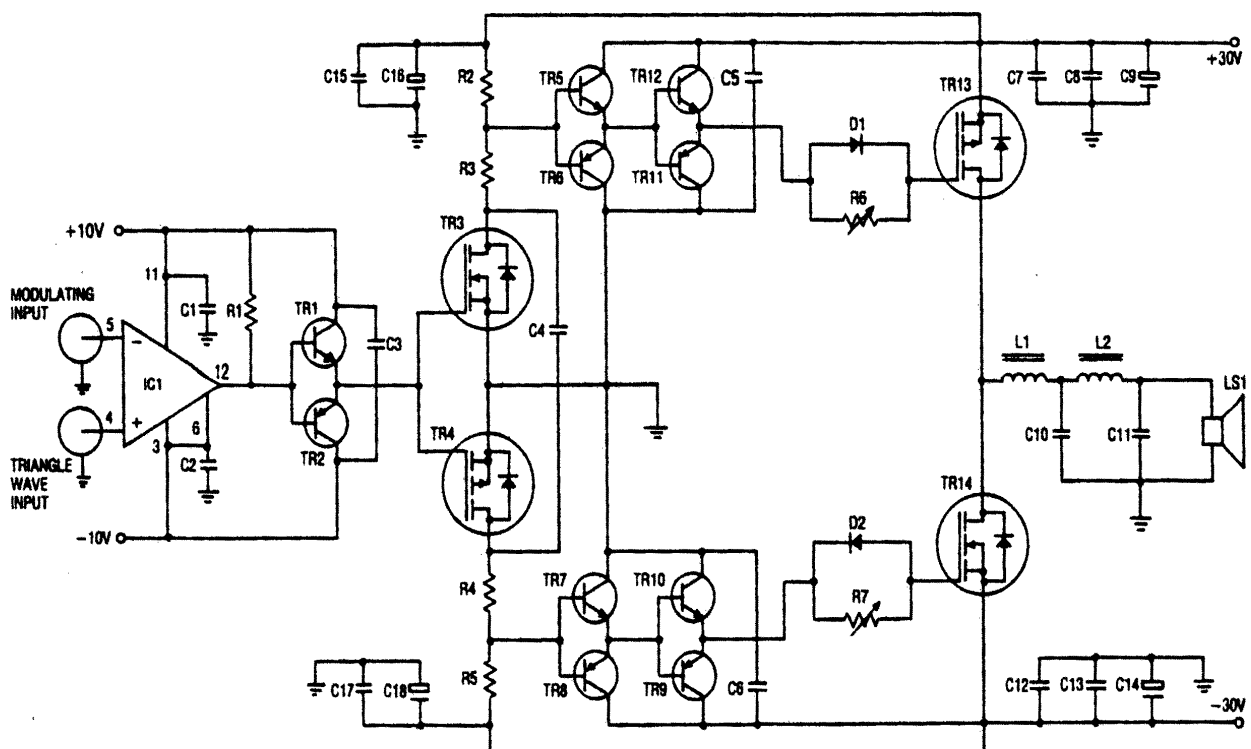 +30V
C15
C16
R2
TR5
TR12
C5
TR13
C7
C8
C9
D1
R3
TR6
TR11
R6
+10V
TR3
11
MODULATING
INPUT
5
C1
R1
TR1
C3
C4
12
IC1
−
+
L1
L2
LS1
4
6
3
TR4
C10
C11
C2
TR2
TRIANGLE
WAVE
INPUT
TR14
−10V
D2
TR7
TR10
R4
R7
R5
TR8
TR9
C6
C17
C18
C12
C13
C14
−30V